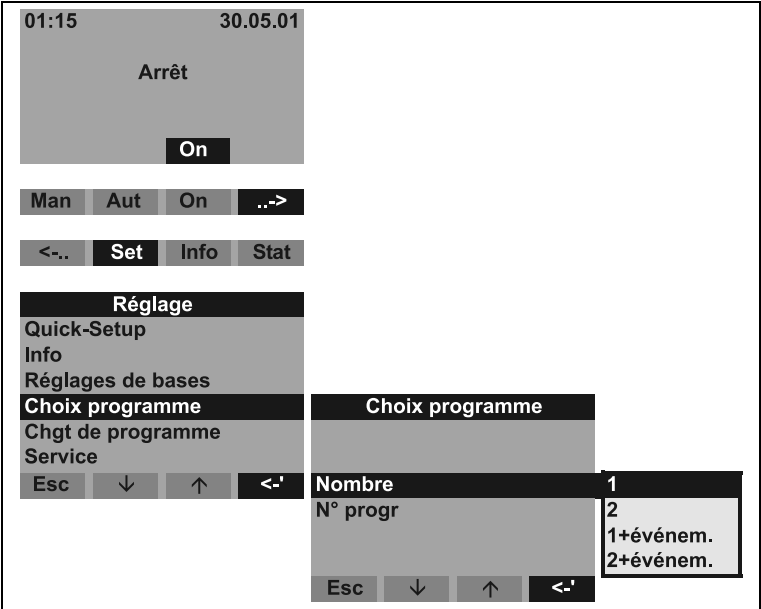 01:15 30.05.01
Arrêt
On
Man Aut On ..->
<-.. Set Info Stat
Réglage
Quick-Setup
Info
Réglages de bases
Choix programme
Chgt de programme
Service
Esc ↓ ↑ <-'
Choix programme
Nombre
N° progr
Esc ↓ ↑ <-'
1
2
1+événem.
2+événem.